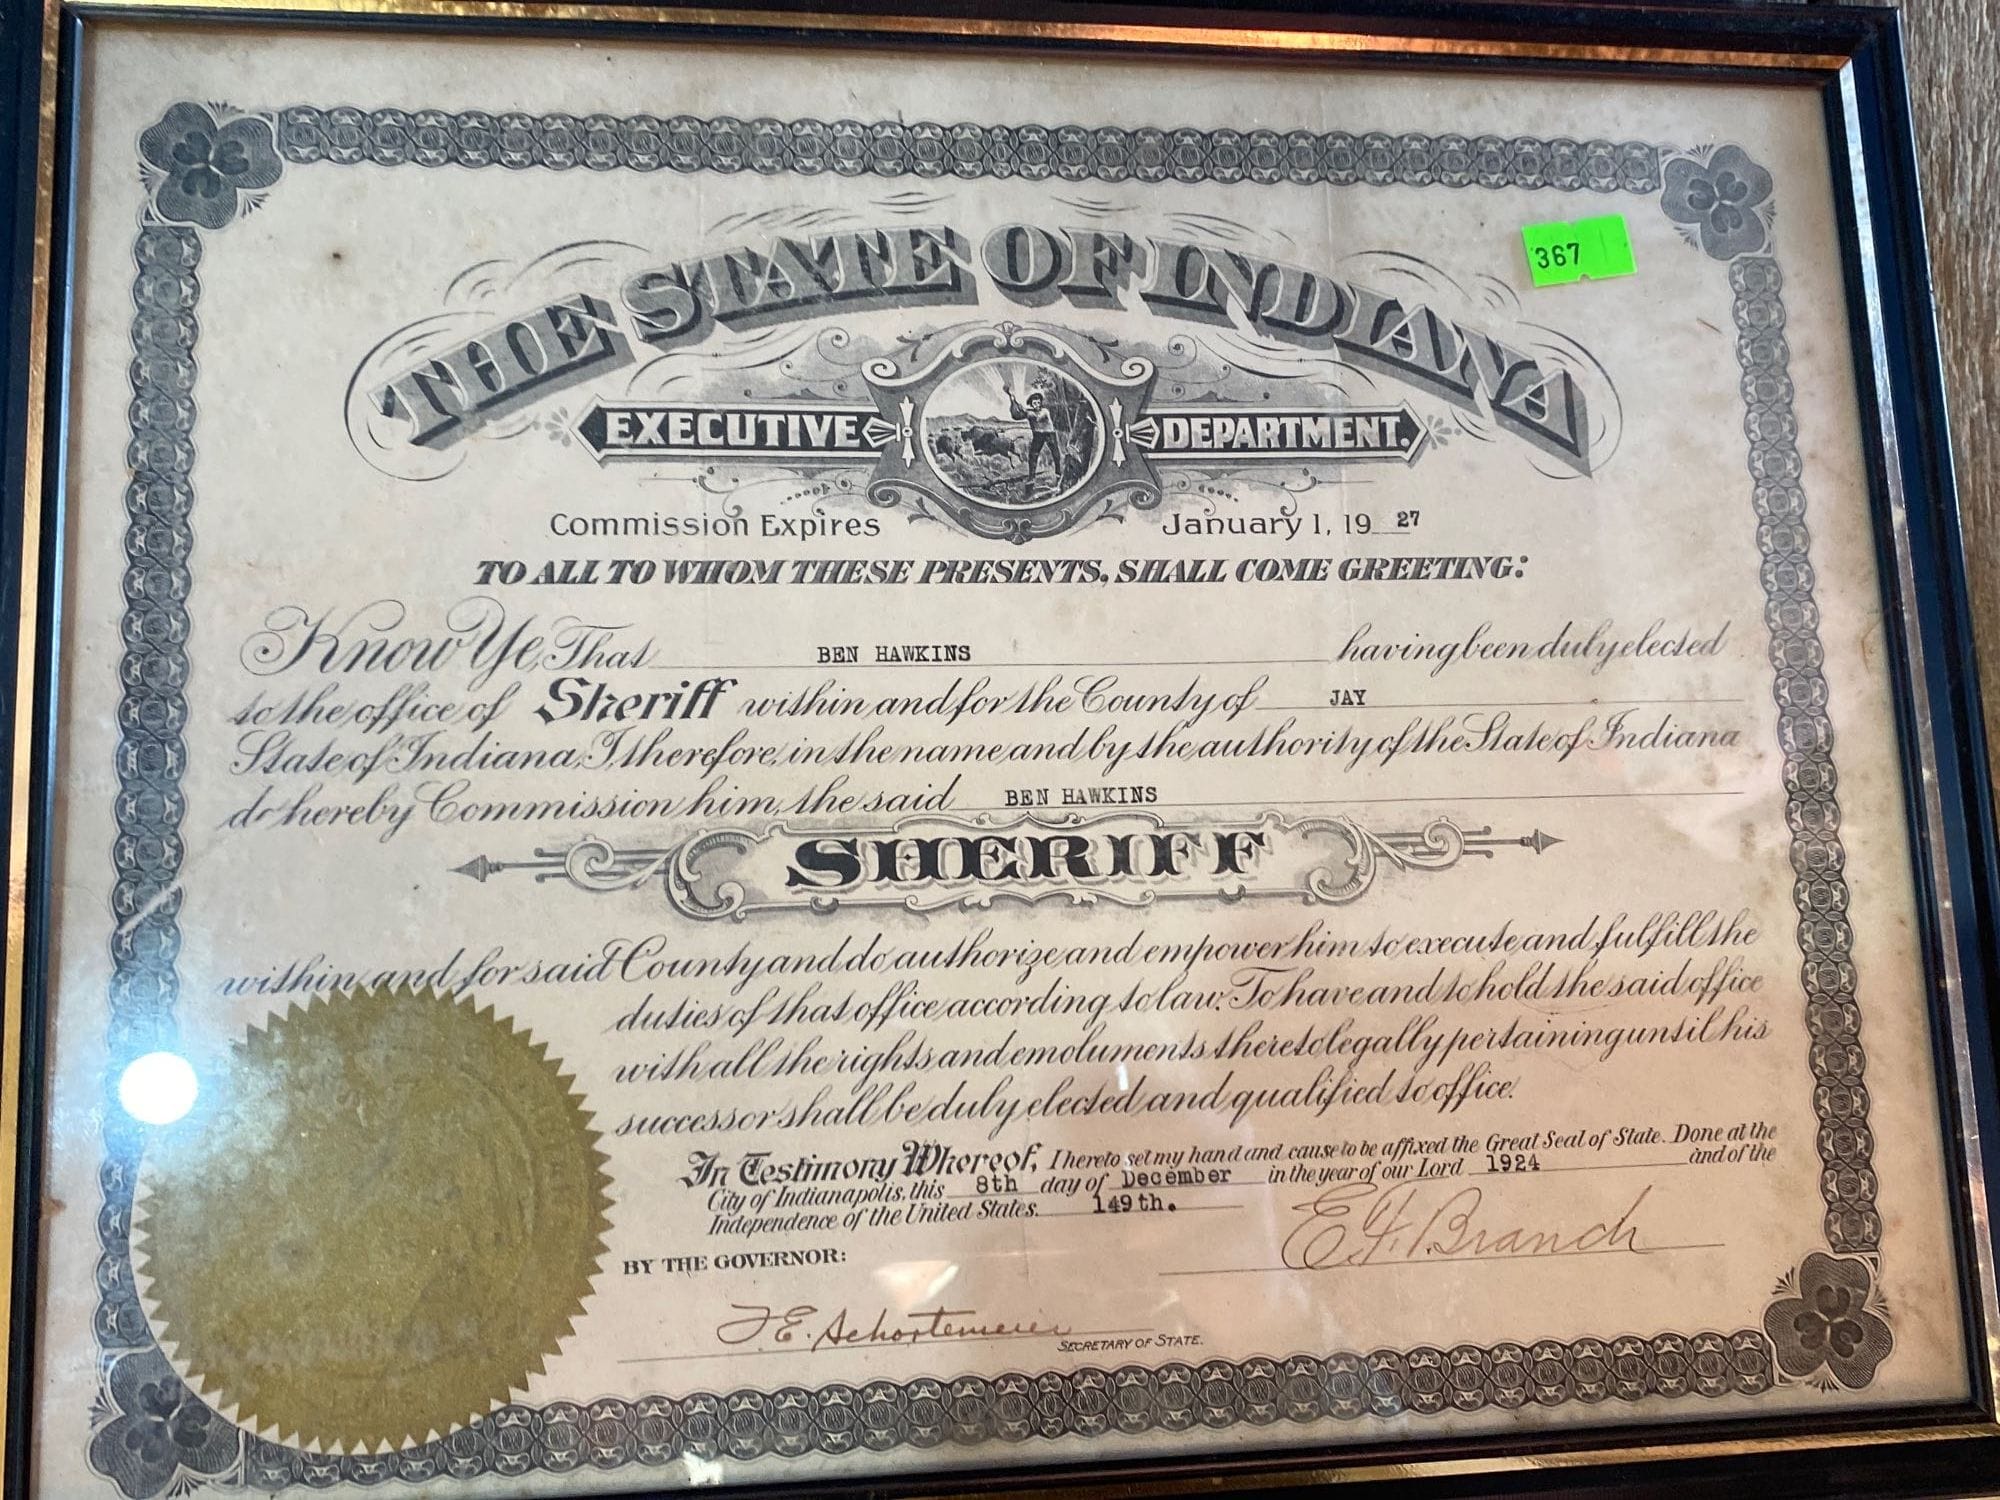 367
THE STATE OF INDIANA
EXECUTIVE DEPARTMENT.
Commission Expires January 1, 19 27
TO ALL TO WHOM THESE PRESENTS, SHALL COME GREETING:
Know Ye, That BEN HAWKINS having been duly elected
to the office of Sheriff within and for the County of JAY
State of Indiana, I, therefore, in the name and by the authority of the State of Indiana
do hereby Commission him, the said BEN HAWKINS
SHERIFF
within and for said County and do authorize and empower him to execute and fulfill the
duties of that office according to law. To have and to hold the said office
with all the rights and emoluments thereto legally pertaining until his
successor shall be duly elected and qualified to office.
In Testimony Whereof, I hereto set my hand and cause to be affixed the Great Seal of State. Done at the
City of Indianapolis, this 8th day of December in the year of our Lord 1924 and of the
Independence of the United States. 149th.
E. F. Branch
BY THE GOVERNOR:
F. E. Schortemeier
SECRETARY OF STATE.